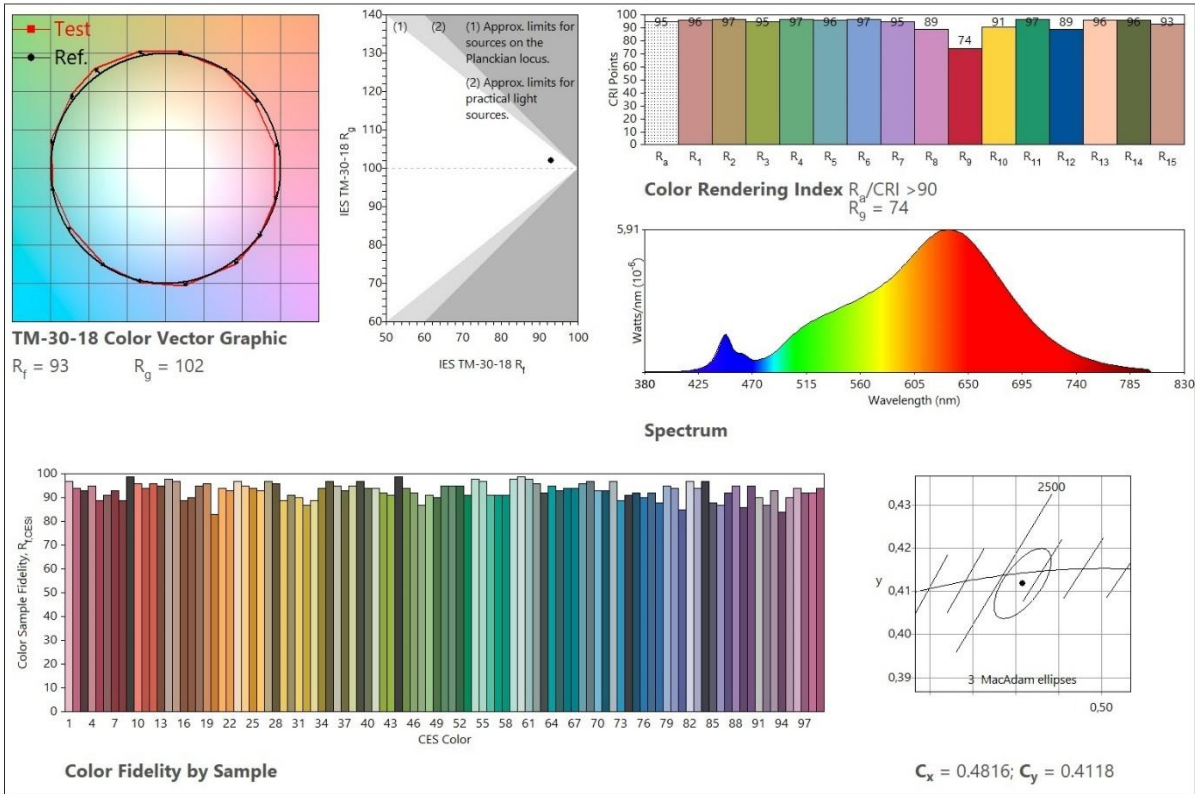 Test
Ref.
TM-30-18 Color Vector Graphic
Rf = 93 Rg = 102
140
130
120
110
100
90
80
70
60
IES TM-30-18 Rg
(1) (2) (1) Approx. limits for
sources on the
Planckian locus.
(2) Approx. limits for
practical light
sources.
50 60 70 80 90 100
IES TM-30-18 Rf
CRI Points
100
90
80
70
60
50
40
30
20
10
0
95 96 97 95 97 96 97 95 89 74 91 97 89 96 96 93
Ra R1 R2 R3 R4 R5 R6 R7 R8 R9 R10 R11 R12 R13 R14 R15
Color Rendering Index Ra/CRI >90
R9 = 74
5,91
Watts/nm (10-6)
380 425 470 515 560 605 650 695 740 785 830
Wavelength (nm)
Spectrum
Color Sample Fidelity, Rf,CESi
100
90
80
70
60
50
40
30
20
10
0
1 4 7 10 13 16 19 22 25 28 31 34 37 40 43 46 49 52 55 58 61 64 67 70 73 76 79 82 85 88 91 94 97
CES Color
Color Fidelity by Sample
2500
0,43
0,42
y
0,41
0,40
0,39
3 MacAdam ellipses
0,50
Cx = 0.4816; Cy = 0.4118